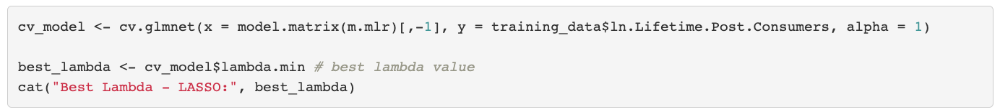 cv_model <- cv.glmnet(x = model.matrix(m.mlr)[,-1], y = training_data$ln.Lifetime.Post.Consumers, alpha = 1)
best_lambda <- cv_model$lambda.min # best lambda value
cat("Best Lambda - LASSO:", best_lambda)